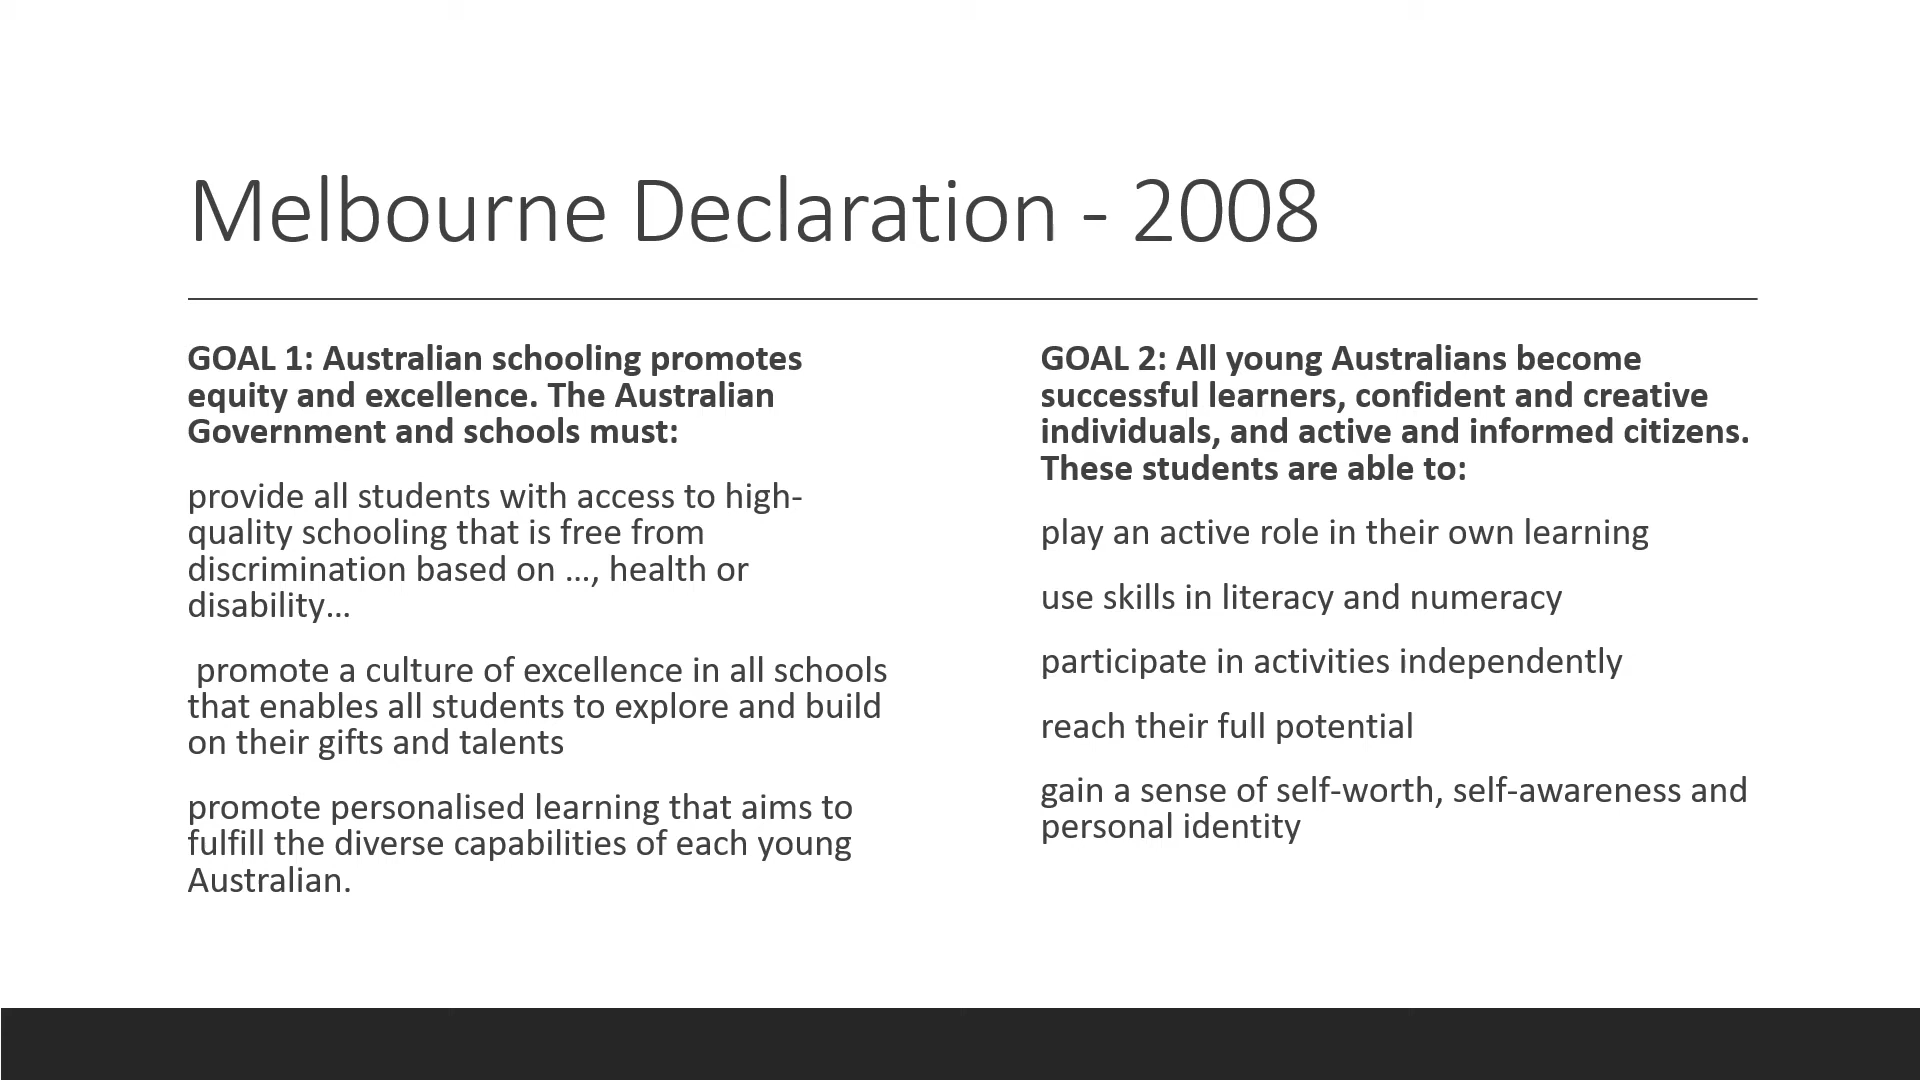 Melbourne Declaration - 2008
GOAL 1: Australian schooling promotes
equity and excellence. The Australian
Government and schools must:
provide all students with access to high-
quality schooling that is free from
discrimination based on …, health or
disability…
promote a culture of excellence in all schools
that enables all students to explore and build
on their gifts and talents
promote personalised learning that aims to
fulfill the diverse capabilities of each young
Australian.
GOAL 2: All young Australians become
successful learners, confident and creative
individuals, and active and informed citizens.
These students are able to:
play an active role in their own learning
use skills in literacy and numeracy
participate in activities independently
reach their full potential
gain a sense of self-worth, self-awareness and
personal identity